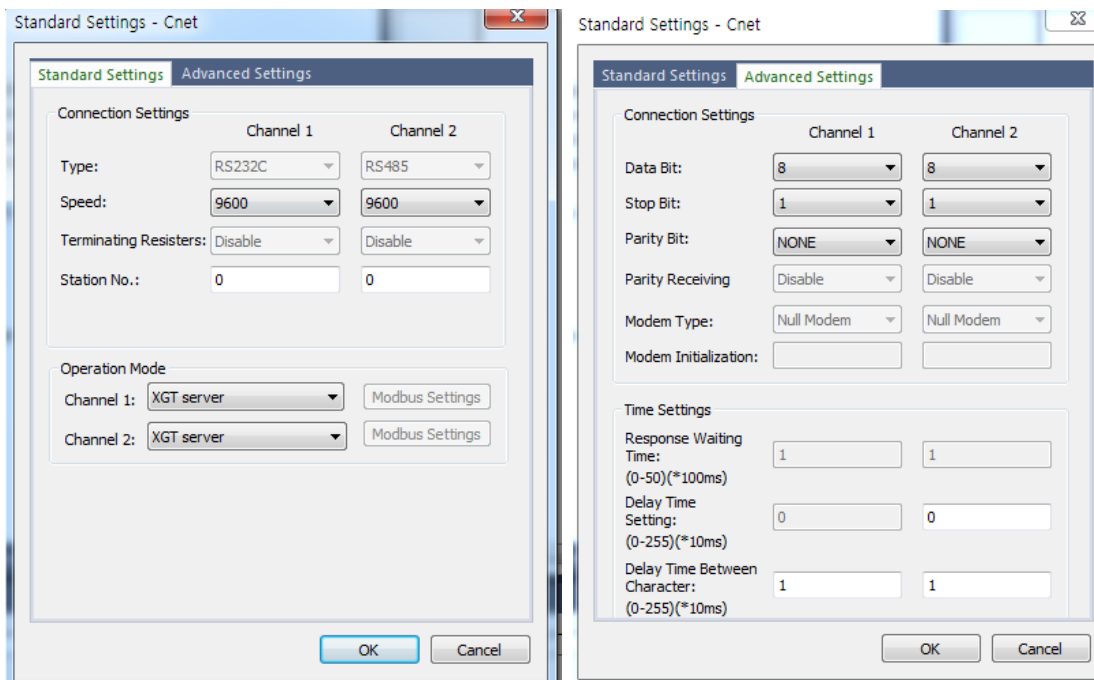 Standard Settings - Cnet
Standard Settings Advanced Settings
Connection Settings
Channel 1 Channel 2
Type: RS232C RS485
Speed: 9600 9600
Terminating Resisters: Disable Disable
Station No.: 0 0
Operation Mode
Channel 1: XGT server Modbus Settings
Channel 2: XGT server Modbus Settings
OK Cancel
Standard Settings - Cnet
Standard Settings Advanced Settings
Connection Settings
Channel 1 Channel 2
Data Bit: 8 8
Stop Bit: 1 1
Parity Bit: NONE NONE
Parity Receiving Disable Disable
Modem Type: Null Modem Null Modem
Modem Initialization:
Time Settings
Response Waiting
Time: 1 1
(0-50)(*100ms)
Delay Time
Setting: 0 0
(0-255)(*10ms)
Delay Time Between
Character: 1 1
(0-255)(*10ms)
OK Cancel